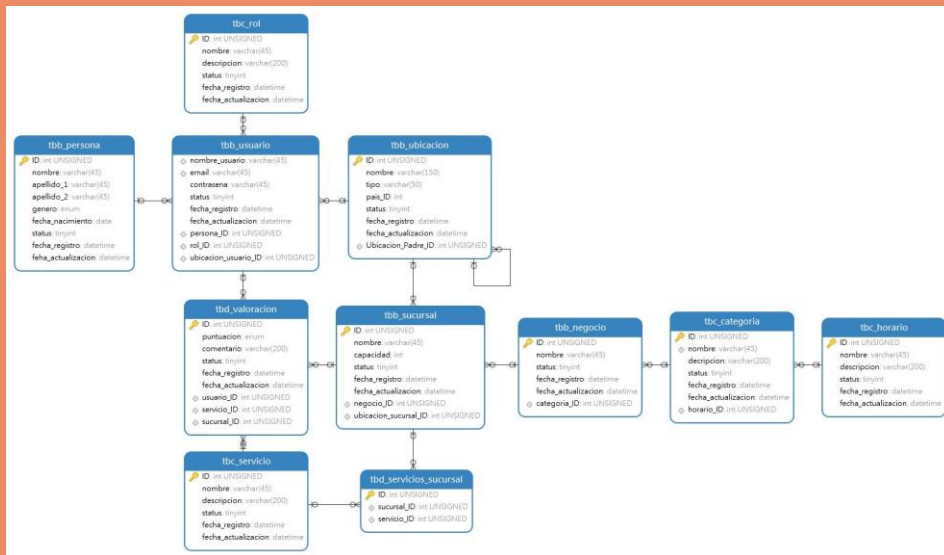 tbc_rol
ID: int UNSIGNED
nombre: varchar(45)
descripcion: varchar(200)
status: tinyint
fecha_registro: datetime
fecha_actualizacion: datetime
tbb_persona
ID: int UNSIGNED
nombre: varchar(45)
apellido_1: varchar(45)
apellido_2: varchar(45)
genero: enum
fecha_nacimiento: date
status: tinyint
fecha_registro: datetime
feha_actualizacion: datetime
tbb_usuario
nombre_usuario: varchar(45)
email: varchar(45)
contrasena: varchar(45)
status: tinyint
fecha_registro: datetime
fecha_actualizacion: datetime
persona_ID: int UNSIGNED
rol_ID: int UNSIGNED
ubicacion_usuario_ID: int UNSIGNED
tbb_ubicacion
ID: int UNSIGNED
nombre: varchar(150)
tipo: varchar(50)
pais_ID: int
status: tinyint
fecha_registro: datetime
fecha_actualizacion: datetime
Ubicacion_Padre_ID: int UNSIGNED
tbd_valoracion
ID: int UNSIGNED
puntuacion: enum
comentario: varchar(200)
status: tinyint
fecha_registro: datetime
fecha_actualizacion: datetime
usuario_ID: int UNSIGNED
servicio_ID: int UNSIGNED
sucursal_ID: int UNSIGNED
tbb_sucursal
ID: int UNSIGNED
nombre: varchar(45)
capacidad: int
status: tinyint
fecha_registro: datetime
fecha_actualizacion: datetime
negocio_ID: int UNSIGNED
ubicacion_sucursal_ID: int UNSIGNED
tbb_negocio
ID: int UNSIGNED
nombre: varchar(45)
status: tinyint
fecha_registro: datetime
fecha_actualizacion: datetime
categoria_ID: int UNSIGNED
tbc_categoria
ID: int UNSIGNED
nombre: varchar(45)
decripcion: varchar(200)
status: tinyint
fecha_registro: datetime
fecha_actualizacion: datetime
horario_ID: int UNSIGNED
tbc_horario
ID: int UNSIGNED
nombre: varchar(45)
descripcion: varchar(200)
status: tinyint
fecha_registro: datetime
fecha_actualizacion: datetime
tbc_servicio
ID: int UNSIGNED
nombre: varchar(45)
descripcion: varchar(200)
status: tinyint
fecha_registro: datetime
fecha_actualizacion: datetime
tbd_servicios_sucursal
ID: int UNSIGNED
sucursal_ID: int UNSIGNED
servicio_ID: int UNSIGNED